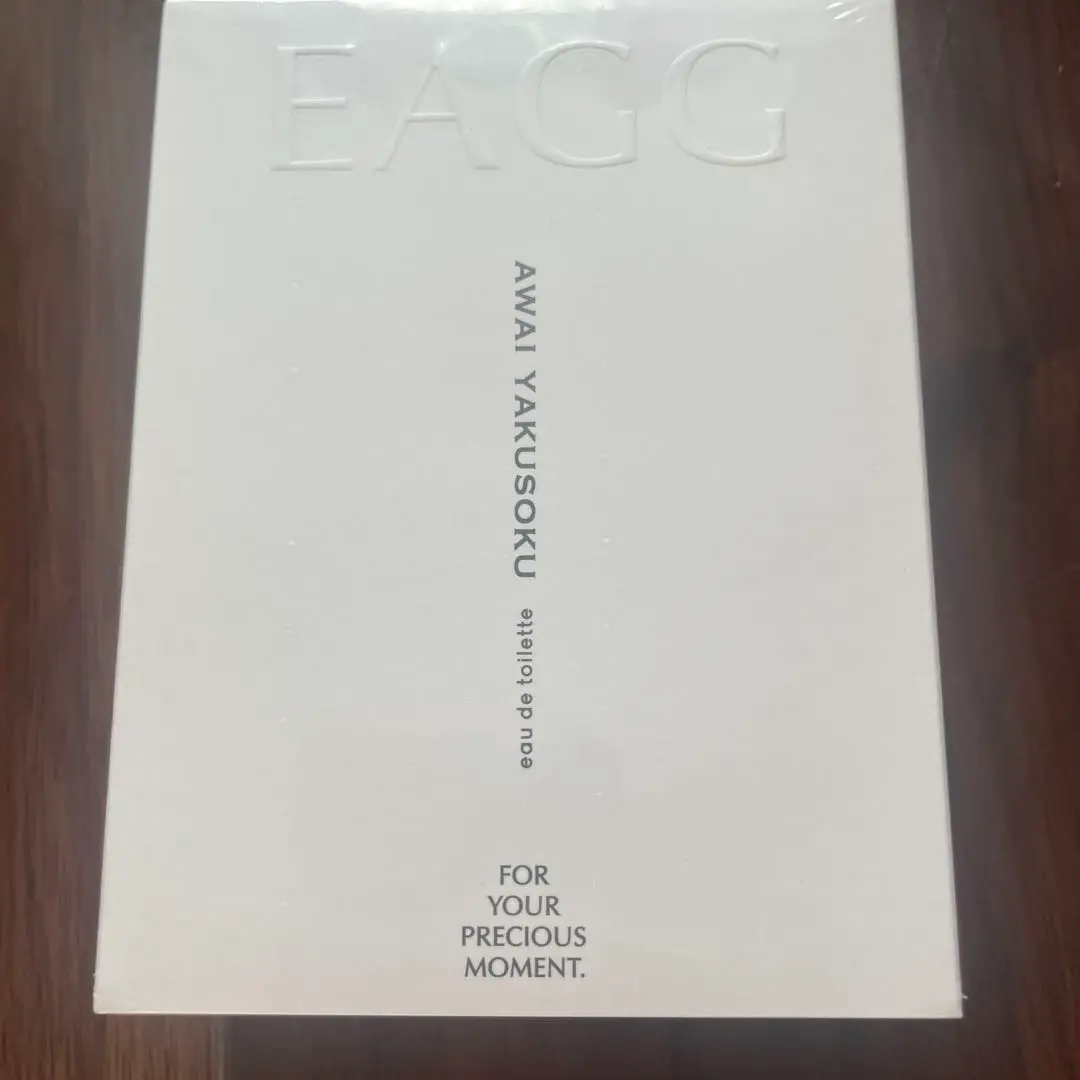 EAGG
AWAI YAKUSOKU eau de toilette
FOR
YOUR
PRECIOUS
MOMENT.